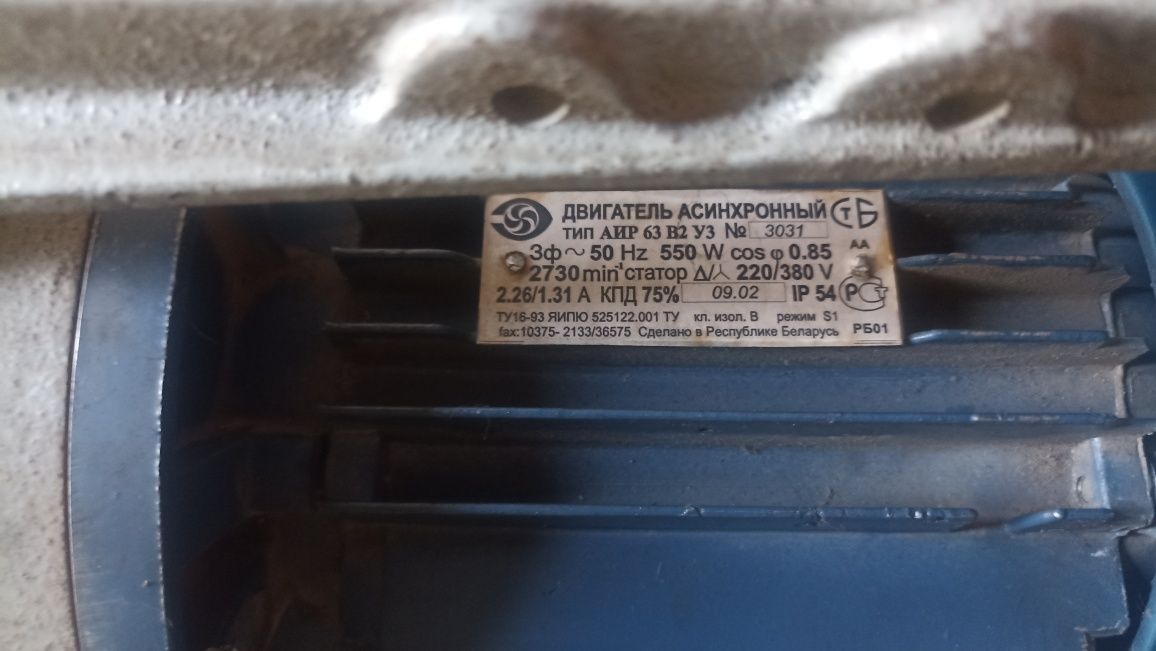 ДВИГАТЕЛЬ АСИНХРОННЫЙ СТБ
тип АИР 63 В2 У3 № 3031
3ф ~ 50 Hz 550 W cos φ 0.85 АА
2730 min⁻¹ статор Δ/⅄ 220/380 V
2.26/1.31 А КПД 75% 09.02 IP 54 РСТ
ТУ16-93 ЯИПЮ 525122.001 ТУ кл. изол. В режим S1
fax:10375- 2133/36575 Сделано в Республике Беларусь РБ01